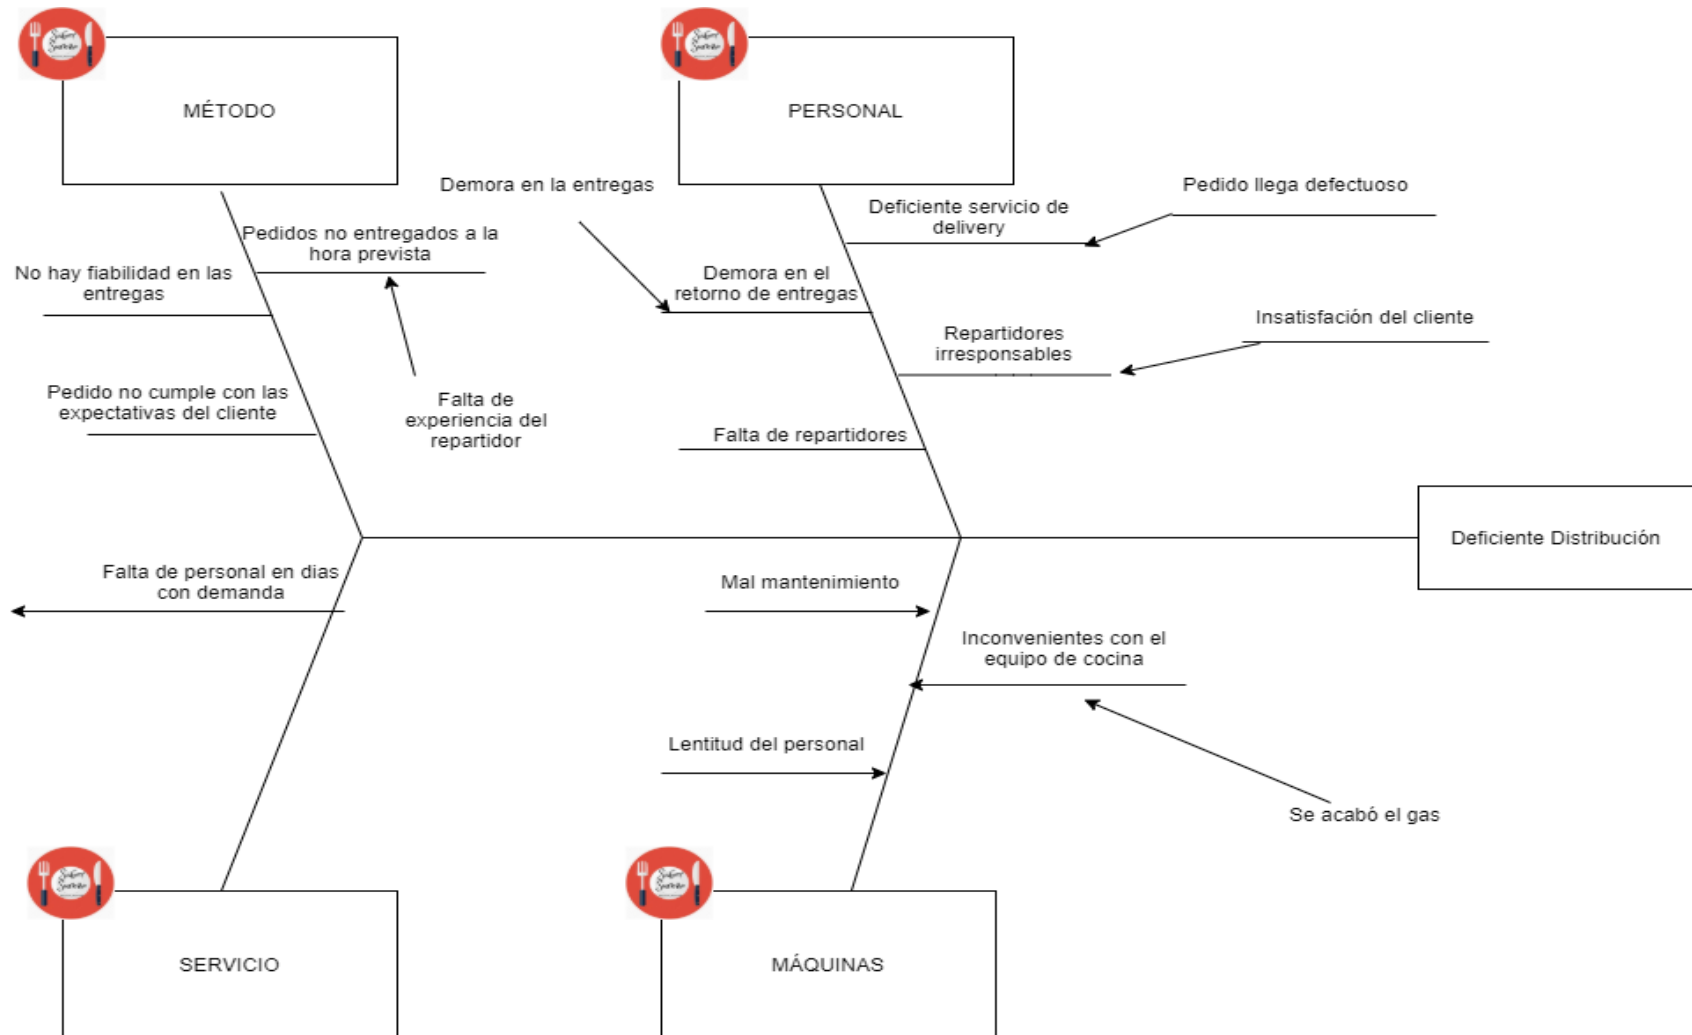 MÉTODO
PERSONAL
Demora en la entregas
Pedido llega defectuoso
Deficiente servicio de
delivery
Pedidos no entregados a la
hora prevista
No hay fiabilidad en las
entregas
Demora en el
retorno de entregas
Insatisfación del cliente
Repartidores
irresponsables
Pedido no cumple con las
expectativas del cliente
Falta de
experiencia del
repartidor
Falta de repartidores
Deficiente Distribución
Falta de personal en dias
con demanda
Mal mantenimiento
Inconvenientes con el
equipo de cocina
Lentitud del personal
Se acabó el gas
SERVICIO
MÁQUINAS